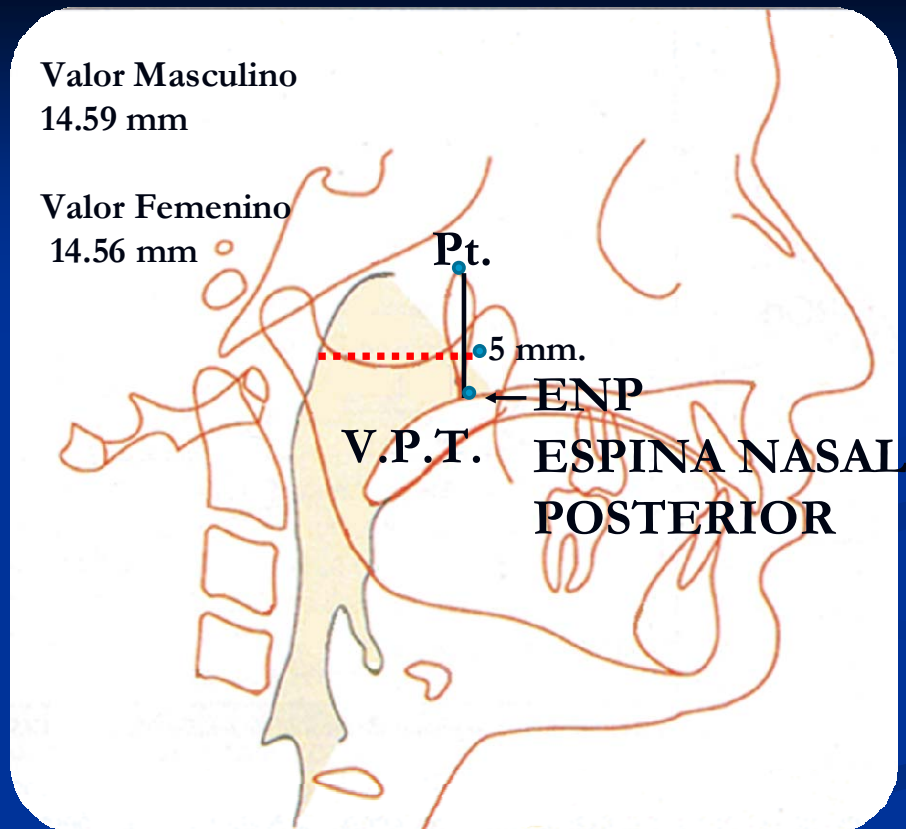 Valor Masculino
14.59 mm
Valor Femenino
14.56 mm
Pt.
5 mm.
ENP
V.P.T.
ESPINA NASAL
POSTERIOR